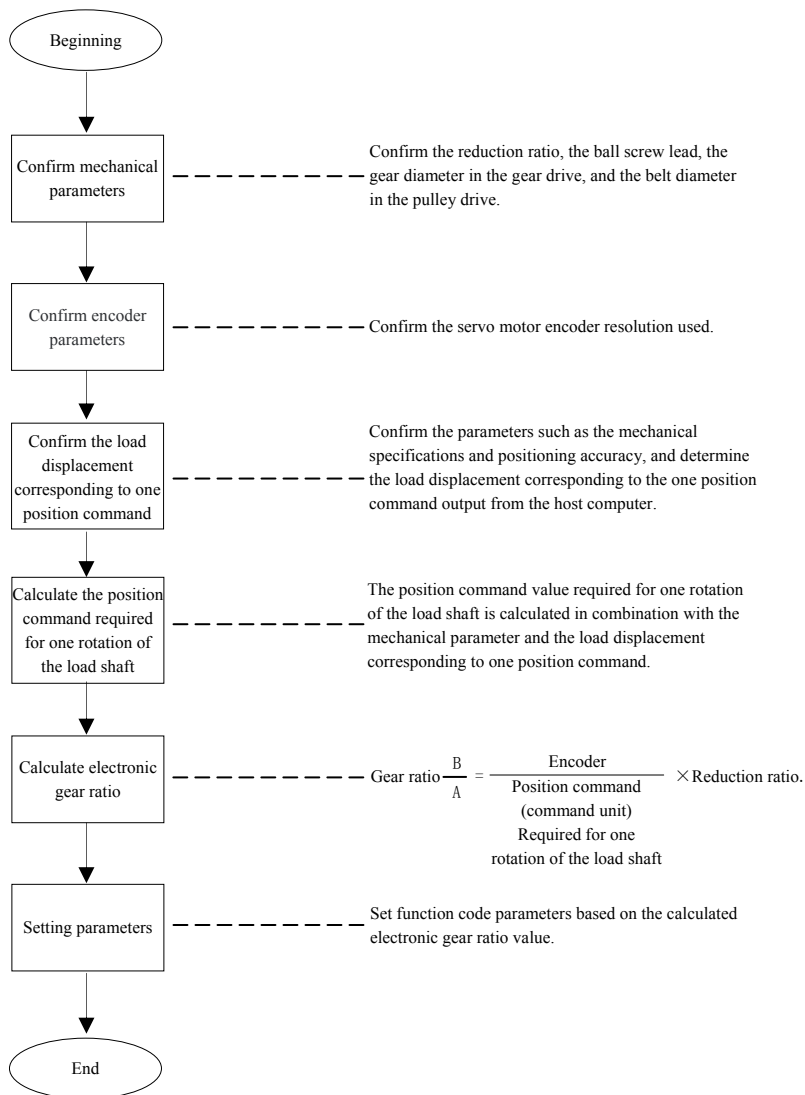 Beginning
Confirm mechanical
parameters
Confirm the reduction ratio, the ball screw lead, the
gear diameter in the gear drive, and the belt diameter
in the pulley drive.
Confirm encoder
parameters
Confirm the servo motor encoder resolution used.
Confirm the load
displacement
corresponding to one
position command
Confirm the parameters such as the mechanical
specifications and positioning accuracy, and determine
the load displacement corresponding to the one position
command output from the host computer.
Calculate the position
command required
for one rotation of
the load shaft
The position command value required for one rotation
of the load shaft is calculated in combination with the
mechanical parameter and the load displacement
corresponding to one position command.
Calculate electronic
gear ratio
Gear ratio B/A = Encoder × Reduction ratio.
Position command
(command unit)
Required for one
rotation of the load shaft
Setting parameters
Set function code parameters based on the calculated
electronic gear ratio value.
End